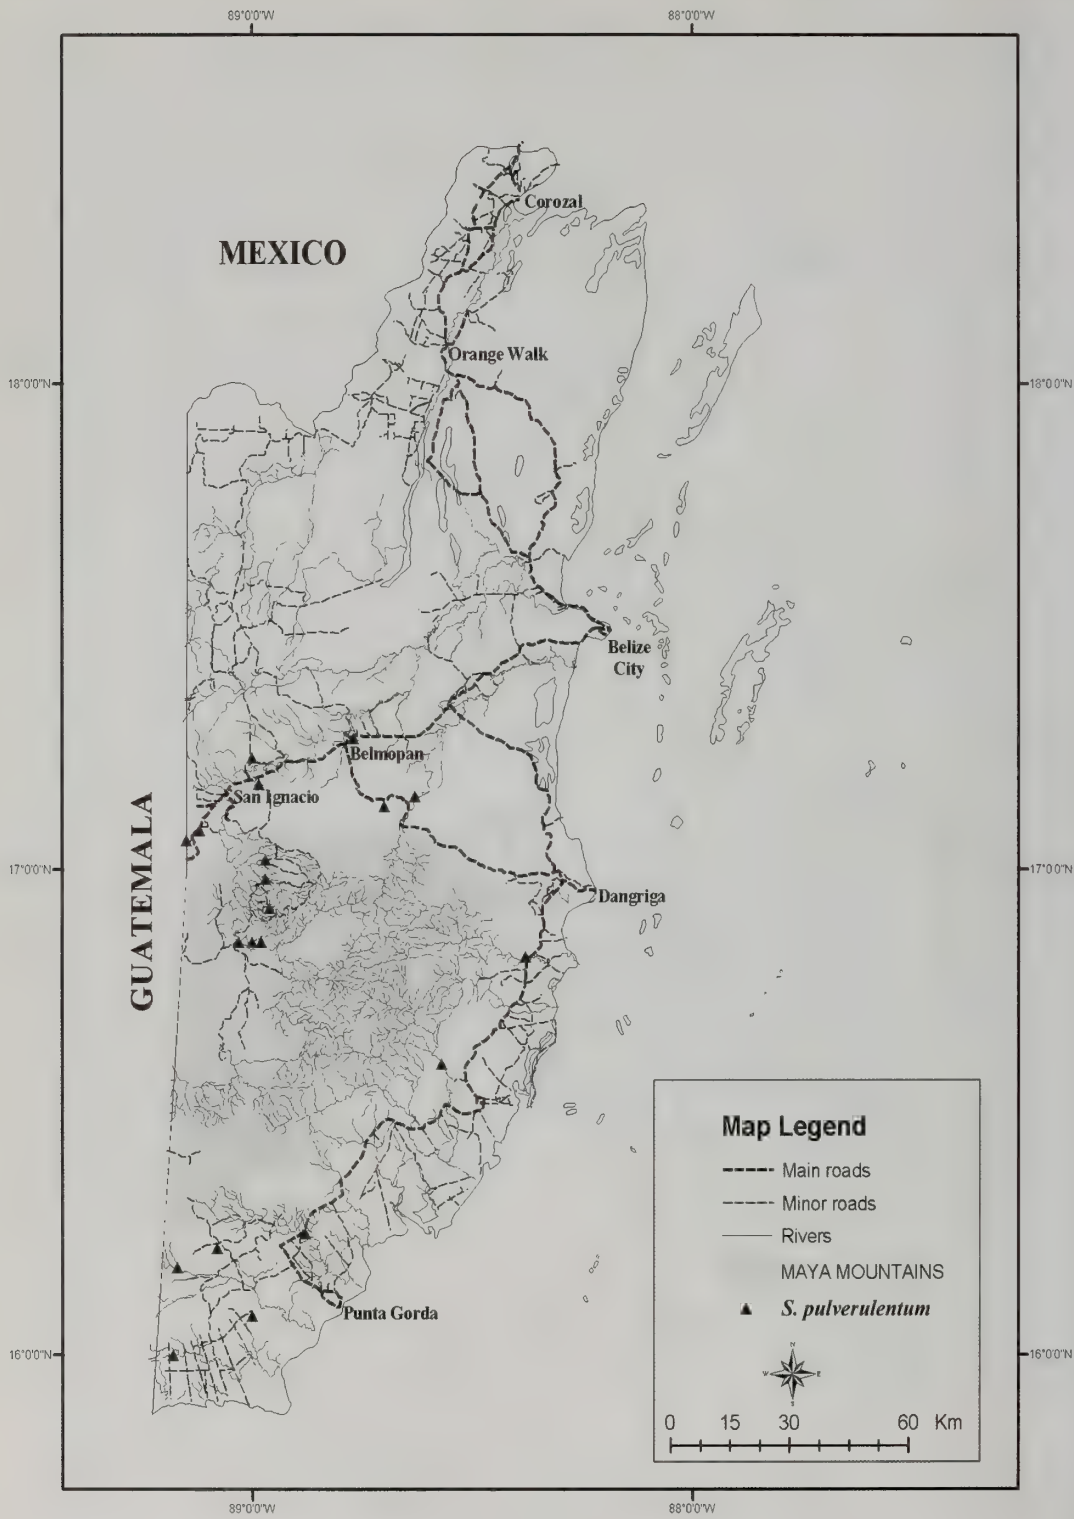 89°0'0"W
88°0'0"W
Corozal
MEXICO
Orange Walk
18°0'0"N
18°0'0"N
Belize
City
Belmopan
San Ignacio
GUATEMALA
17°0'0"N
17°0'0"N
Dangriga
Map Legend
Main roads
Minor roads
Rivers
MAYA MOUNTAINS
S. pulverulentum
Punta Gorda
16°0'0"N
16°0'0"N
N
W
E
S
0 15 30 60 Km
89°0'0"W
88°0'0"W